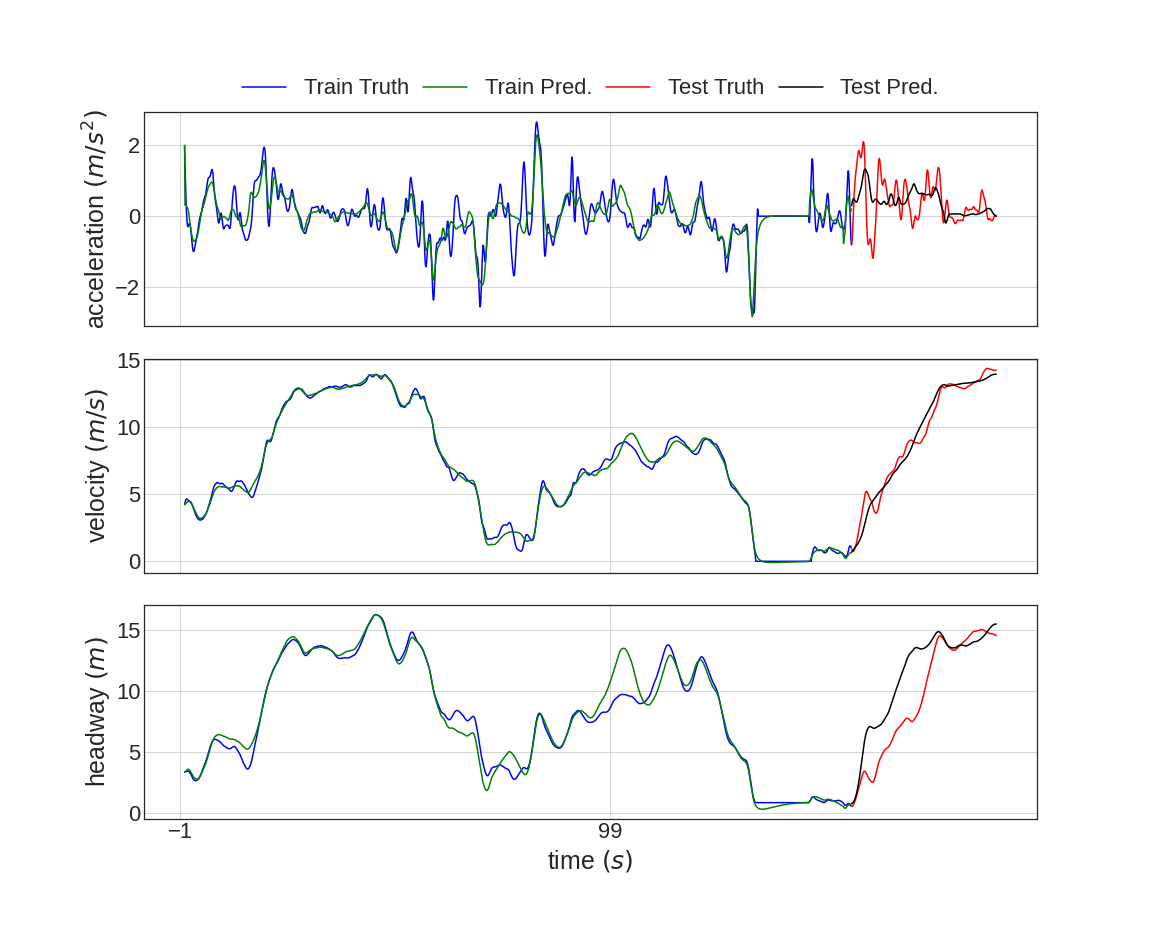 Train Truth Train Pred. Test Truth Test Pred.
acceleration (m/s²)
2
0
−2
velocity (m/s)
15
10
5
0
headway (m)
15
10
5
0
−1 99
time (s)